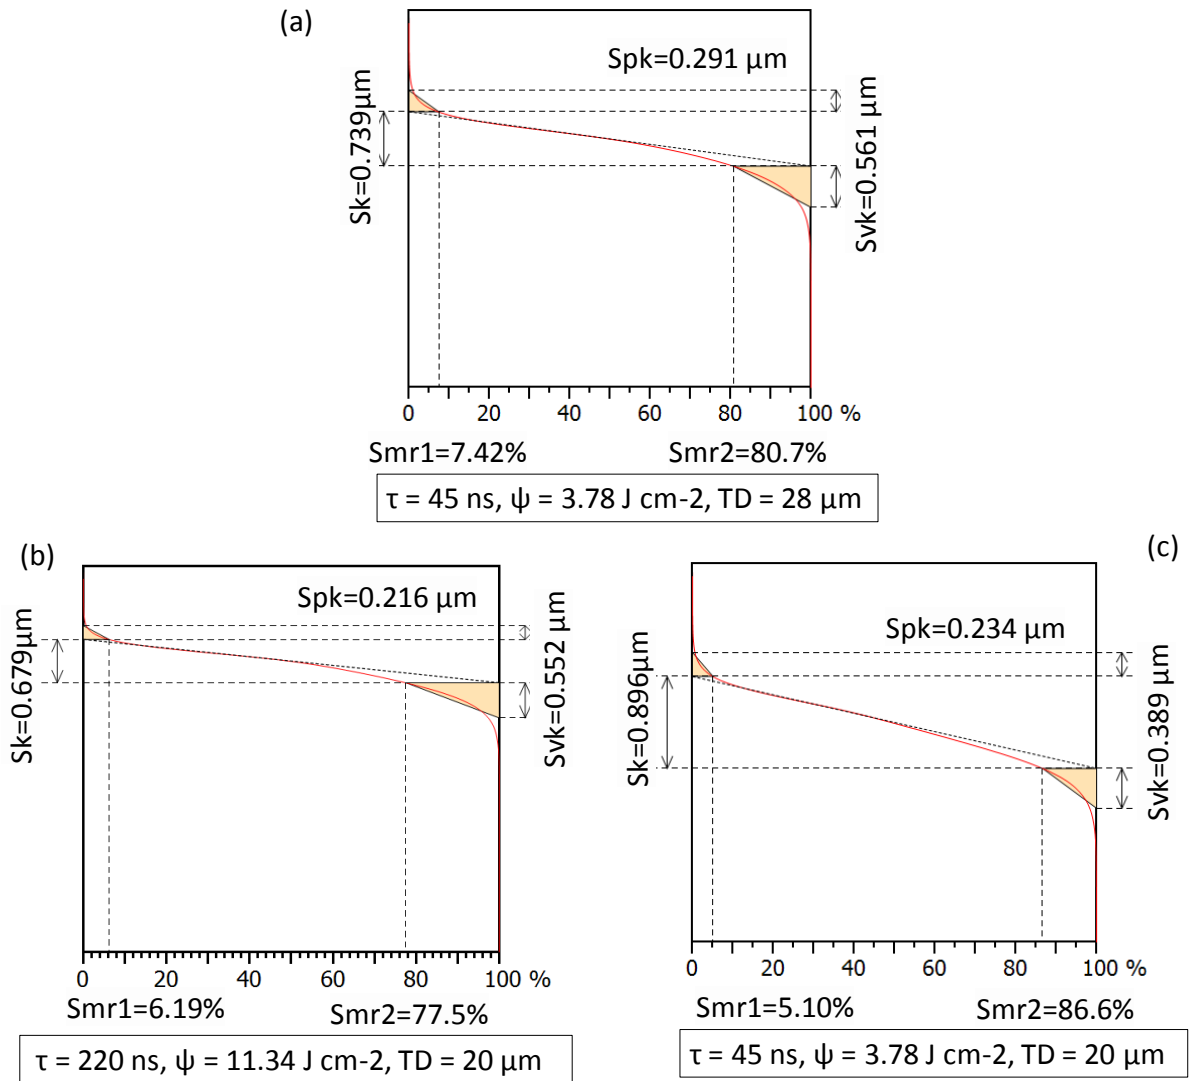 (a)
Spk=0.291 μm
Sk=0.739μm
Svk=0.561 μm
0 20 40 60 80 100 %
Smr1=7.42% Smr2=80.7%
τ = 45 ns, ψ = 3.78 J cm-2, TD = 28 μm
(b)
Spk=0.216 μm
Sk=0.679μm
Svk=0.552 μm
0 20 40 60 80 100 %
Smr1=6.19% Smr2=77.5%
τ = 220 ns, ψ = 11.34 J cm-2, TD = 20 μm
(c)
Spk=0.234 μm
Sk=0.896μm
Svk=0.389 μm
0 20 40 60 80 100 %
Smr1=5.10% Smr2=86.6%
τ = 45 ns, ψ = 3.78 J cm-2, TD = 20 μm